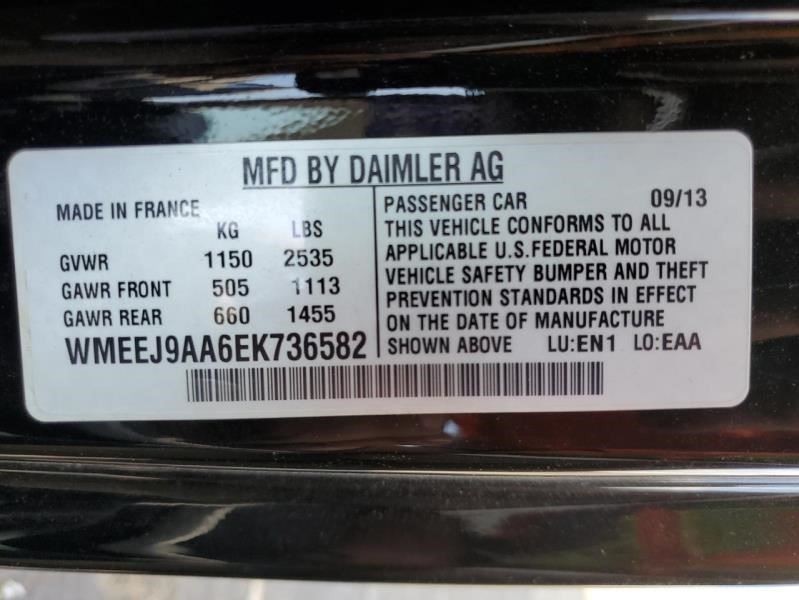 MFD BY DAIMLER AG
MADE IN FRANCE
KG LBS
GVWR 1150 2535
GAWR FRONT 505 1113
GAWR REAR 660 1455
WMEEJ9AA6EK736582
PASSENGER CAR 09/13
THIS VEHICLE CONFORMS TO ALL
APPLICABLE U.S.FEDERAL MOTOR
VEHICLE SAFETY BUMPER AND THEFT
PREVENTION STANDARDS IN EFFECT
ON THE DATE OF MANUFACTURE
SHOWN ABOVE LU:EN1 LO:EAA